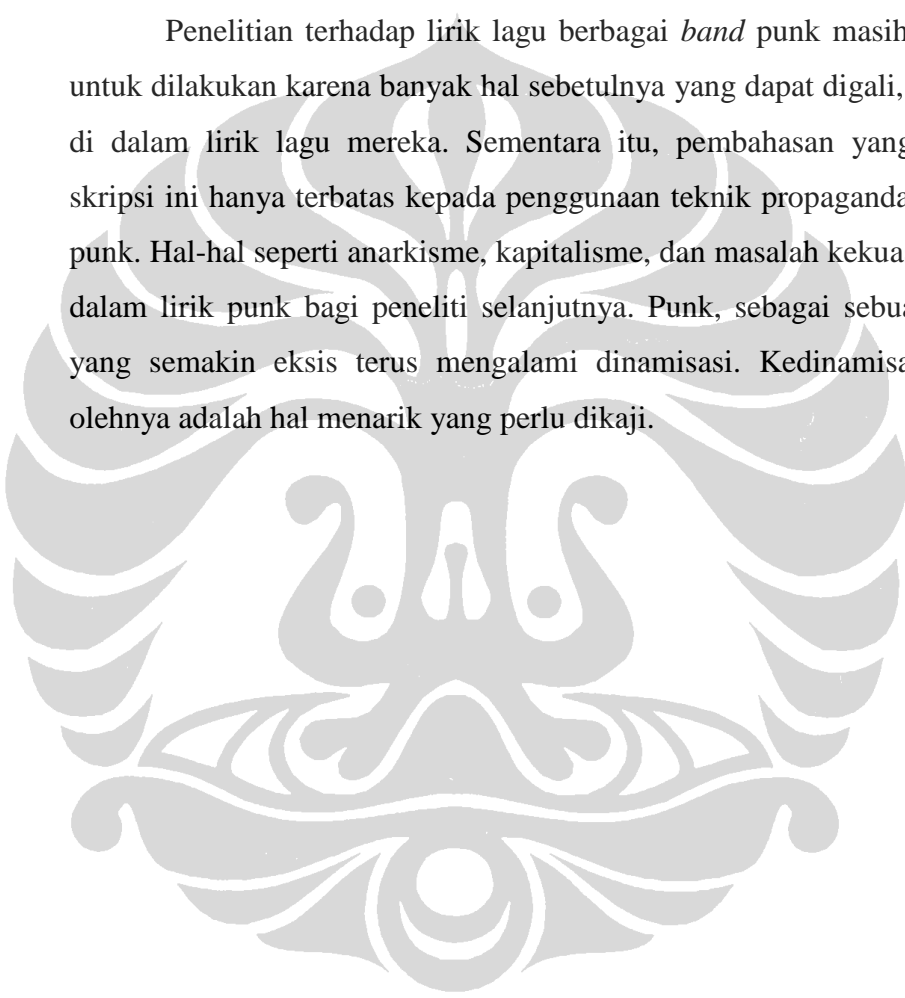 Penelitian terhadap lirik lagu berbagai band punk masih
untuk dilakukan karena banyak hal sebetulnya yang dapat digali,
di dalam lirik lagu mereka. Sementara itu, pembahasan yang
skripsi ini hanya terbatas kepada penggunaan teknik propaganda
punk. Hal-hal seperti anarkisme, kapitalisme, dan masalah kekua
dalam lirik punk bagi peneliti selanjutnya. Punk, sebagai sebua
yang semakin eksis terus mengalami dinamisasi. Kedinamisa
olehnya adalah hal menarik yang perlu dikaji.